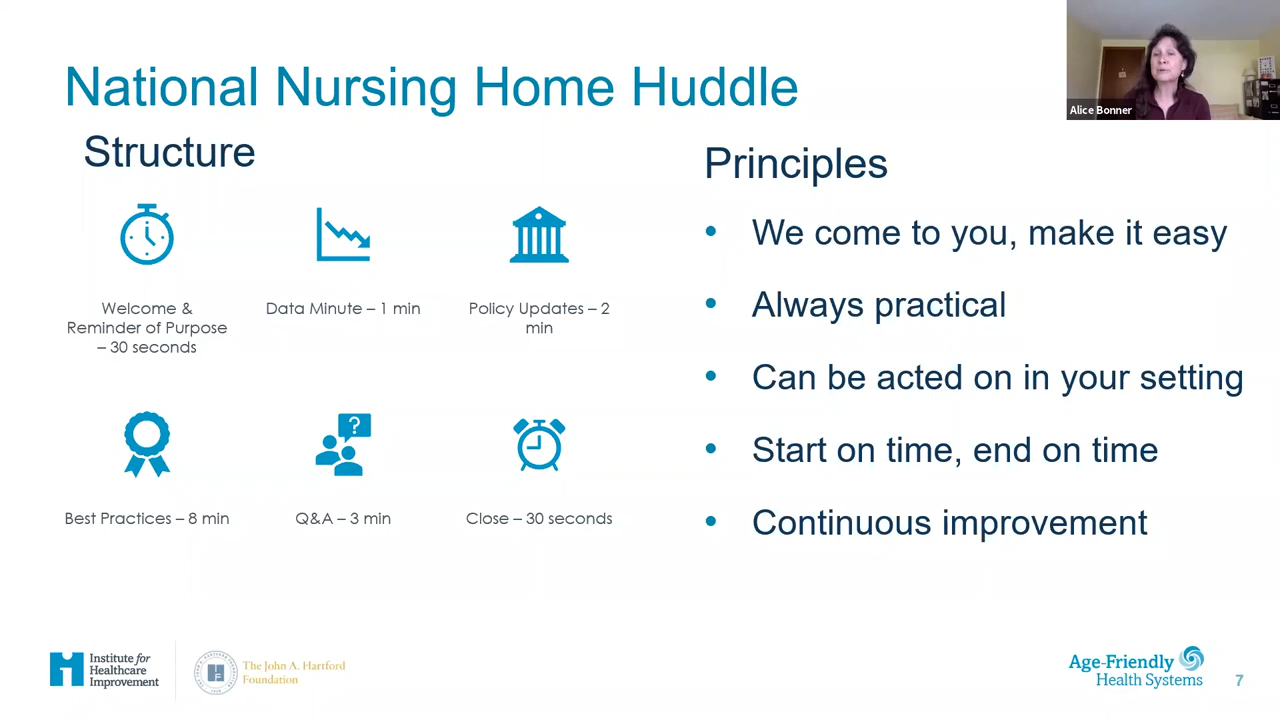 National Nursing Home Huddle
Alice Bonner
Structure
Welcome &
Reminder of Purpose
– 30 seconds
Data Minute – 1 min
Policy Updates – 2
min
?
Best Practices – 8 min
Q&A – 3 min
Close – 30 seconds
Principles
• We come to you, make it easy
• Always practical
• Can be acted on in your setting
• Start on time, end on time
• Continuous improvement
Institute for
Healthcare
Improvement
The John A. Hartford
Foundation
Age-Friendly
Health Systems
7